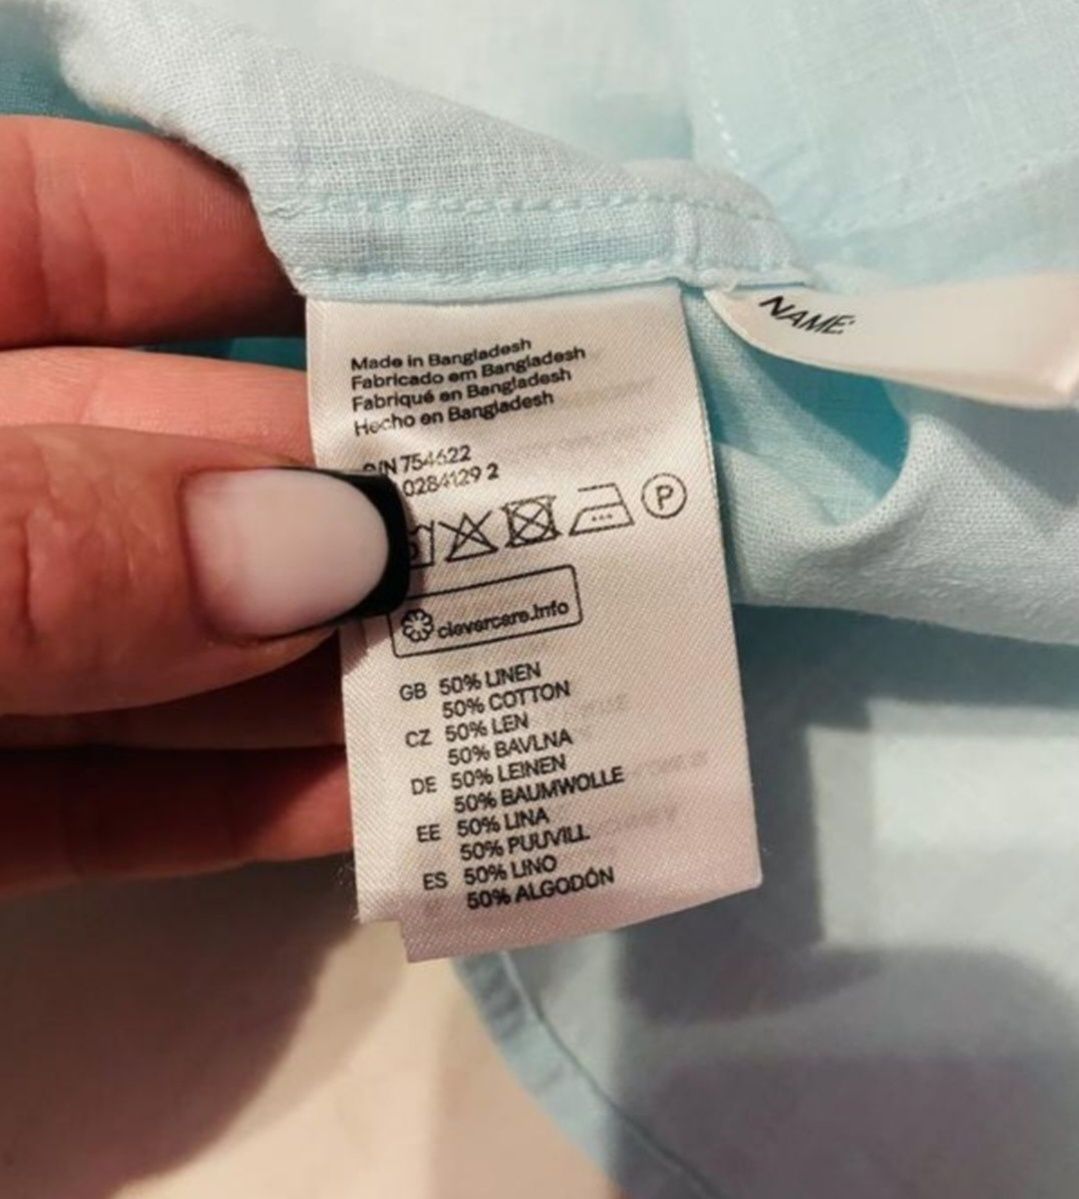 NAME:
Made in Bangladesh
Fabricado em Bangladesh
Fabriqué en Bangladesh
Hecho en Bangladesh
/N 754622
0284129 2
P
clevercare.info
GB 50% LINEN
50% COTTON
CZ 50% LEN
50% BAVLNA
DE 50% LEINEN
50% BAUMWOLLE
EE 50% LINA
50% PUUVILL
ES 50% LINO
50% ALGODÓN